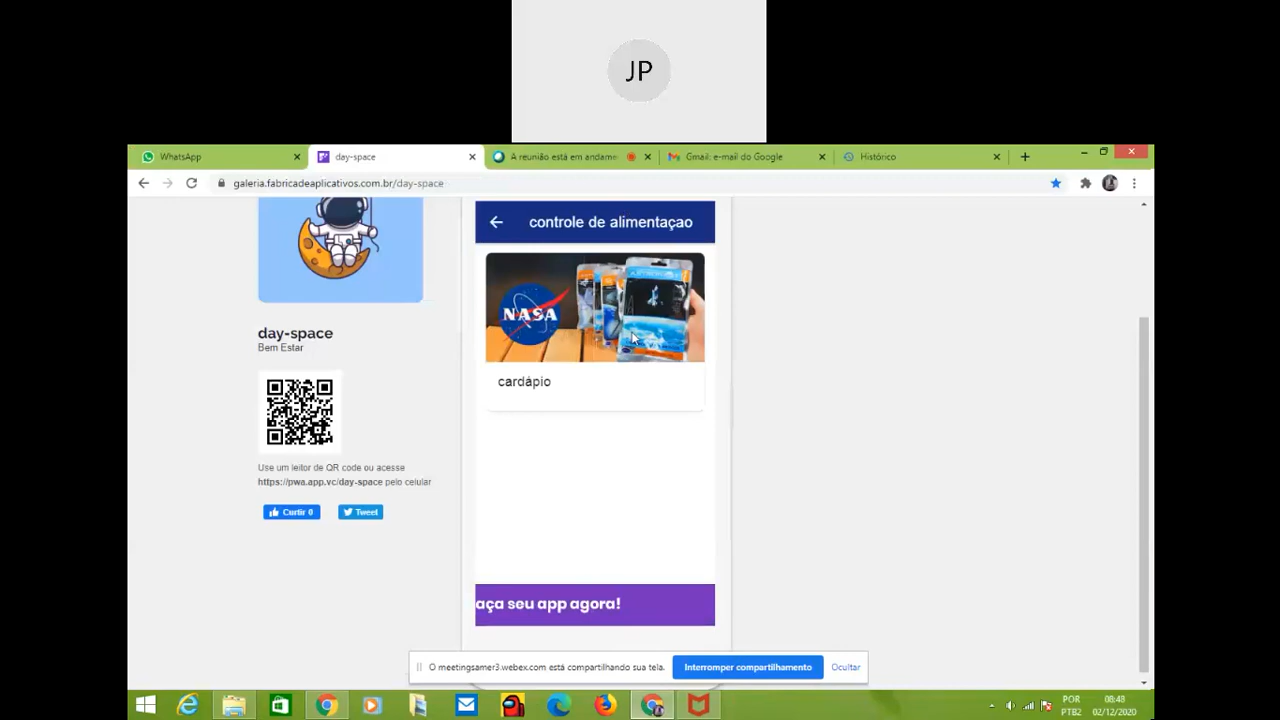 JP
WhatsApp
day-space
A reunião está em andame
Gmail: e-mail do Google
Histórico
galeria.fabricadeaplicativos.com.br/day-space
controle de alimentaçao
NASA
cardápio
day-space
Bem Estar
Use um leitor de QR code ou acesse
https://pwa.app.vc/day-space pelo celular
Curtir 0
Tweet
aça seu app agora!
O meetingsamer3.webex.com está compartilhando sua tela.
Interromper compartilhamento
Ocultar
POR
PTB2
08:48
02/12/2020